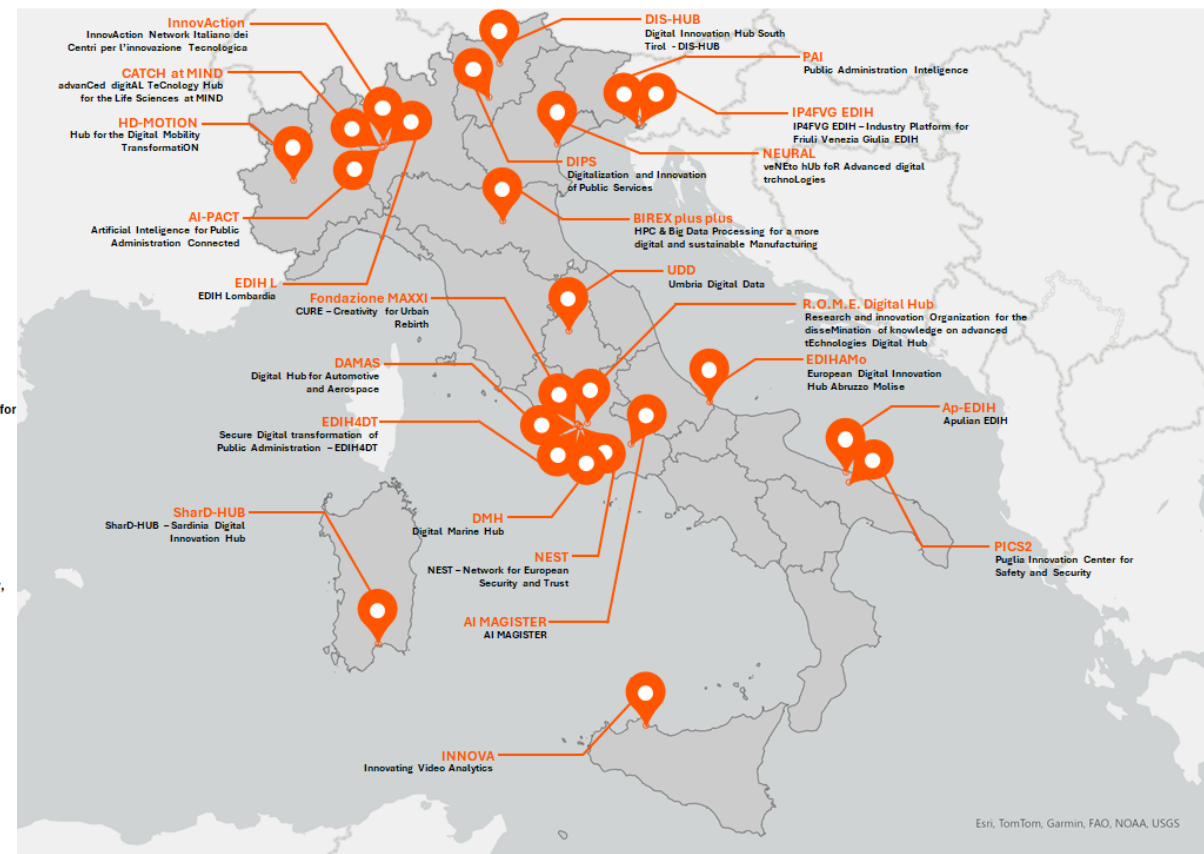 InnovAction
InnovAction Network Italiano dei
Centri per l'innovazione Tecnologica
CATCH at MIND
advanCed digitAL TeCnology Hub
for the Life Sciences at MIND
HD-MOTION
Hub for the Digital Mobility
TransformatiON
AI-PACT
Artificial Inteligence for Public
Administration Connected
EDIH L
EDIH Lombardia
DIS-HUB
Digital Innovation Hub South
Tirol - DIS-HUB
PAI
Public Administration Inteligence
IP4FVG EDIH
IP4FVG EDIH – Industry Platform for
Friuli Venezia Giulia EDIH
NEURAL
veNEto hUb foR Advanced digital
trchnoLogies
DIPS
Digitalization and Innovation
of Public Services
BIREX plus plus
HPC & Big Data Processing for a more
digital and sustainable Manufacturing
UDD
Umbria Digital Data
Fondazione MAXXI
CURE – Creativity for Urban
Rebirth
R.O.M.E. Digital Hub
Research and innovation Organization for the
disseMination of knowledge on advanced
tEchnologies Digital Hub
DAMAS
Digital Hub for Automotive
and Aerospace
EDIHAMo
European Digital Innovation
Hub Abruzzo Molise
for
EDIH4DT
Secure Digital transformation of
Public Administration – EDIH4DT
Ap-EDIH
Apulian EDIH
SharD-HUB
SharD-HUB – Sardinia Digital
Innovation Hub
DMH
Digital Marine Hub
NEST
NEST – Network for European
Security and Trust
PICS2
Puglia Innovation Center for
Safety and Security
AI MAGISTER
AI MAGISTER
INNOVA
Innovating Video Analytics
Esri, TomTom, Garmin, FAO, NOAA, USGS